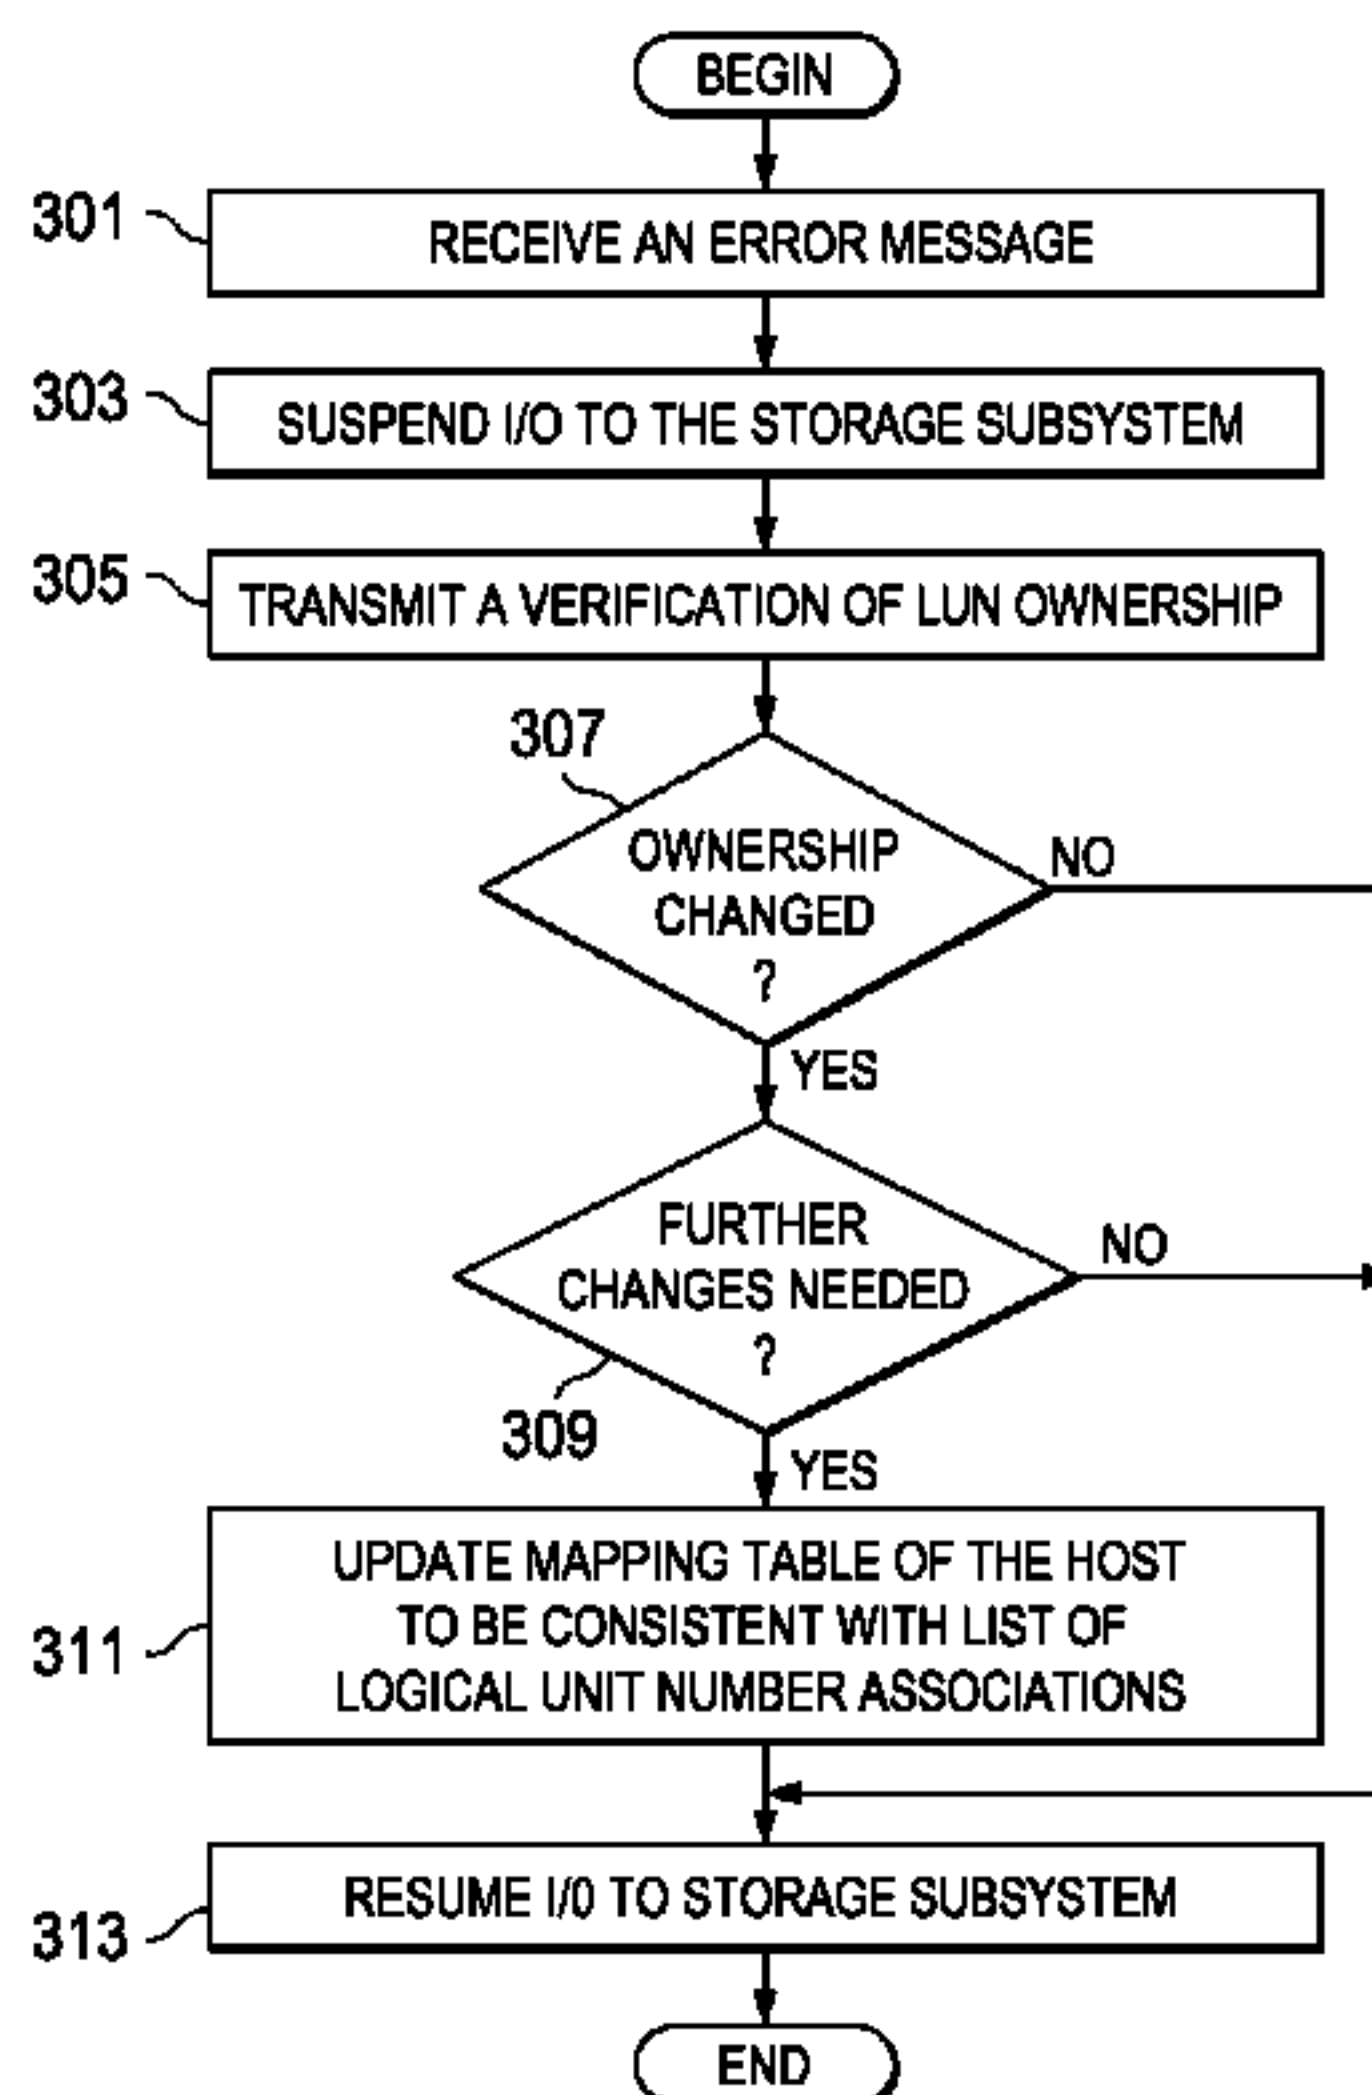 BEGIN
301
RECEIVE AN ERROR MESSAGE
303
SUSPEND I/O TO THE STORAGE SUBSYSTEM
305
TRANSMIT A VERIFICATION OF LUN OWNERSHIP
307
OWNERSHIP
CHANGED
?
NO
YES
FURTHER
CHANGES NEEDED
?
NO
309
YES
311
UPDATE MAPPING TABLE OF THE HOST
TO BE CONSISTENT WITH LIST OF
LOGICAL UNIT NUMBER ASSOCIATIONS
313
RESUME I/0 TO STORAGE SUBSYSTEM
END